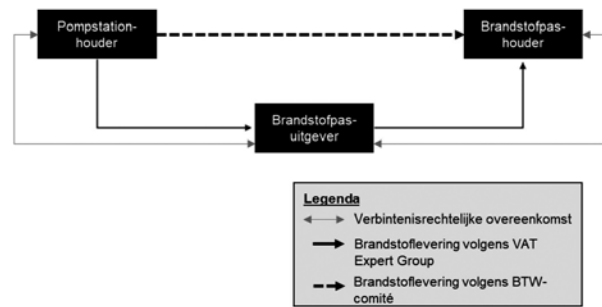 Pompstation-
houder
Brandstofpas-
houder
Brandstofpas-
uitgever
Legenda
Verbintenisrechtelijke overeenkomst
Brandstoflevering volgens VAT
Expert Group
Brandstoflevering volgens BTW-
comité